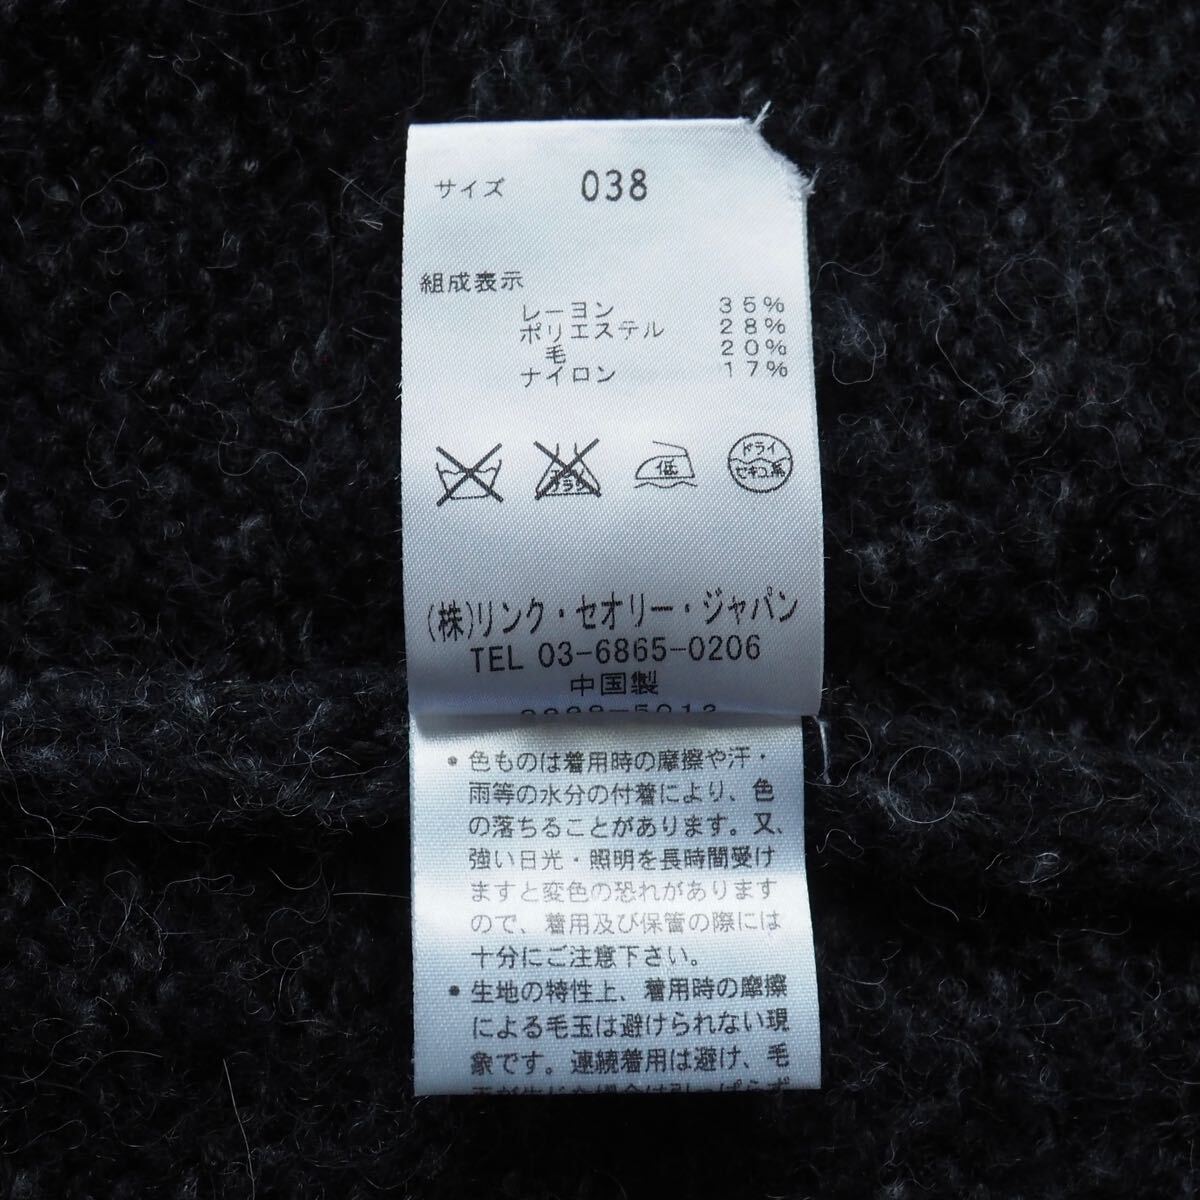 サイズ 038
組成表示
レーヨン 35%
ポリエステル 28%
毛 20%
ナイロン 17%
低
ドライ
セキユ系
(株)リンク・セオリー・ジャパン
TEL 03-6865-0206
中国製
• 色ものは着用時の摩擦や汗・
雨等の水分の付着により、色
の落ちることがあります。又、
強い日光・照明を長時間受け
ますと変色の恐れがあります
ので、着用及び保管の際には
十分にご注意下さい。
• 生地の特性上、着用時の摩擦
による毛玉は避けられない現
象です。連続着用は避け、毛